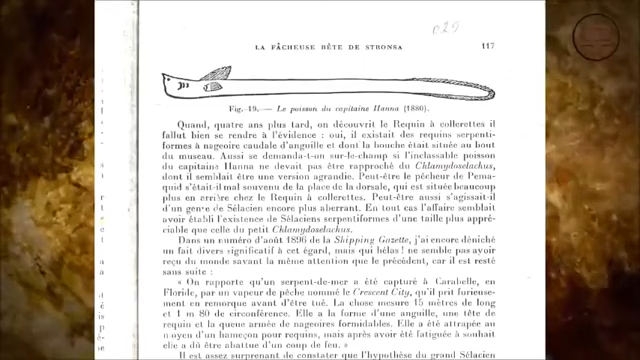 029
LA FÂCHEUSE BÊTE DE STRONSA 117
Fig. 19. — Le poisson du capitaine Hanna (1880).
Quand, quatre ans plus tard, on découvrit le Requin à collerettes il
fallut bien se rendre à l'évidence : oui, il existait des requins serpenti-
formes à nageoire caudale d'anguille et dont la bouche était située au bout
du museau. Aussi se demanda-t-on sur-le-champ si l'inclassable poisson
du capitaine Hanna ne devait pas être rapproché du Chlamydoselachus,
dont il semblait être une version agrandie. Peut-être le pêcheur de Pema-
quid s'était-il mal souvenu de la place de la dorsale, qui est située beaucoup
plus en arrière chez le Requin à collerettes. Peut-être aussi s'agissait-il
d'un genre de Sélacien encore plus aberrant. En tout cas l'affaire semblait
avoir établi l'existence de Sélaciens serpentiformes d'une taille plus appré-
ciable que celle du petit Chlamydoselachus.
Dans un numéro d'août 1896 de la Shipping Gazette, j'ai encore déniché
un fait divers significatif à cet égard, mais qui hélas ! ne semble pas avoir
reçu du monde savant la même attention que le précédent, car il est resté
sans suite :
« On rapporte qu'un serpent-de-mer a été capturé à Carabelle, en
Floride, par un vapeur de pêche nommé le Crescent City, qu'il prit furieuse-
ment en remorque avant d'être tué. La chose mesure 15 mètres de long
et 1 m 80 de circonférence. Elle a la forme d'une anguille, une tête de
requin et la queue armée de nageoires formidables. Elle a été attrapée au
moyen d'un hameçon pour requins, mais après avoir été fatiguée à souhait
elle a dû être abattue d'un coup de feu. »
Il est assez surprenant de constater que l'hypothèse du grand Sélacien